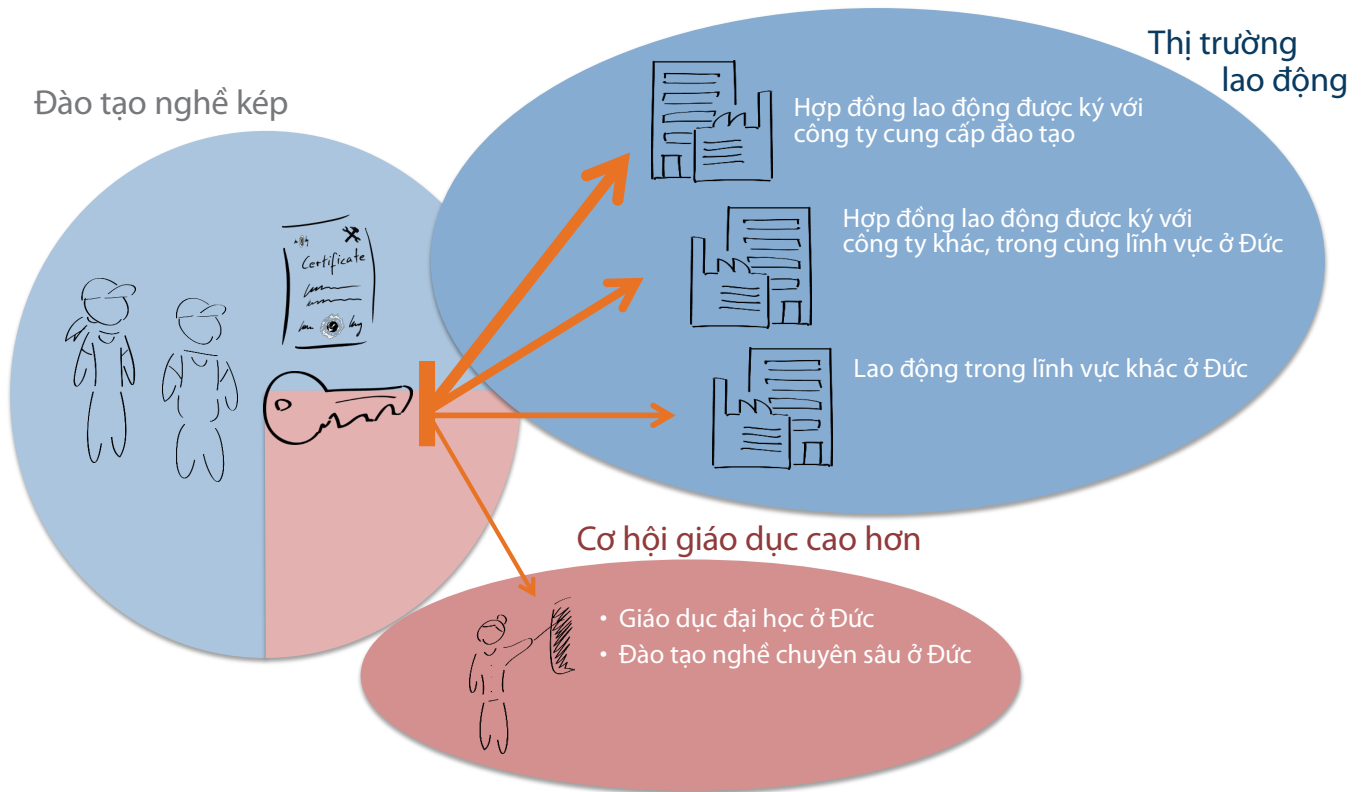 Đào tạo nghề kép
Certificate
Thị trường
lao động
Hợp đồng lao động được ký với
công ty cung cấp đào tạo
Hợp đồng lao động được ký với
công ty khác, trong cùng lĩnh vực ở Đức
Lao động trong lĩnh vực khác ở Đức
Cơ hội giáo dục cao hơn
• Giáo dục đại học ở Đức
• Đào tạo nghề chuyên sâu ở Đức